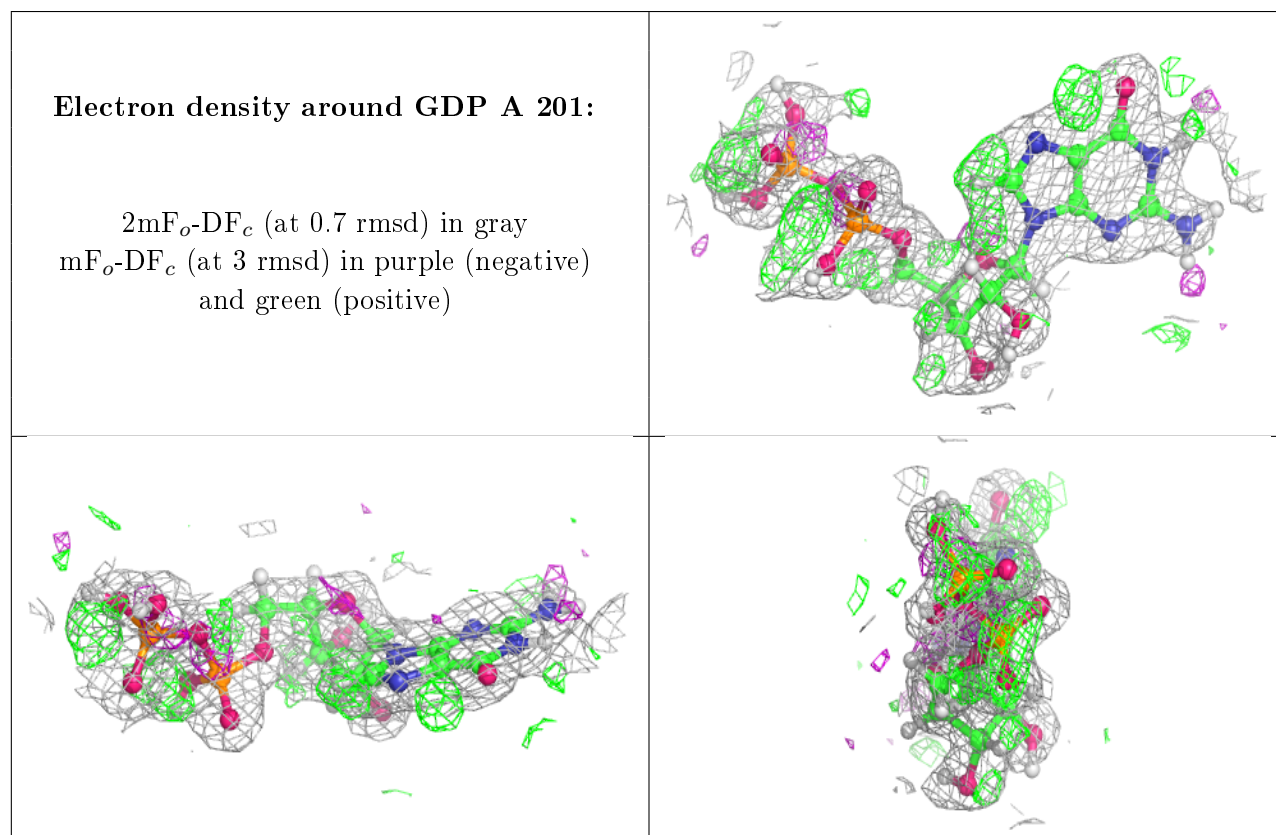 Electron density around GDP A 201:
2mFo-DFc (at 0.7 rmsd) in gray
mFo-DFc (at 3 rmsd) in purple (negative)
and green (positive)